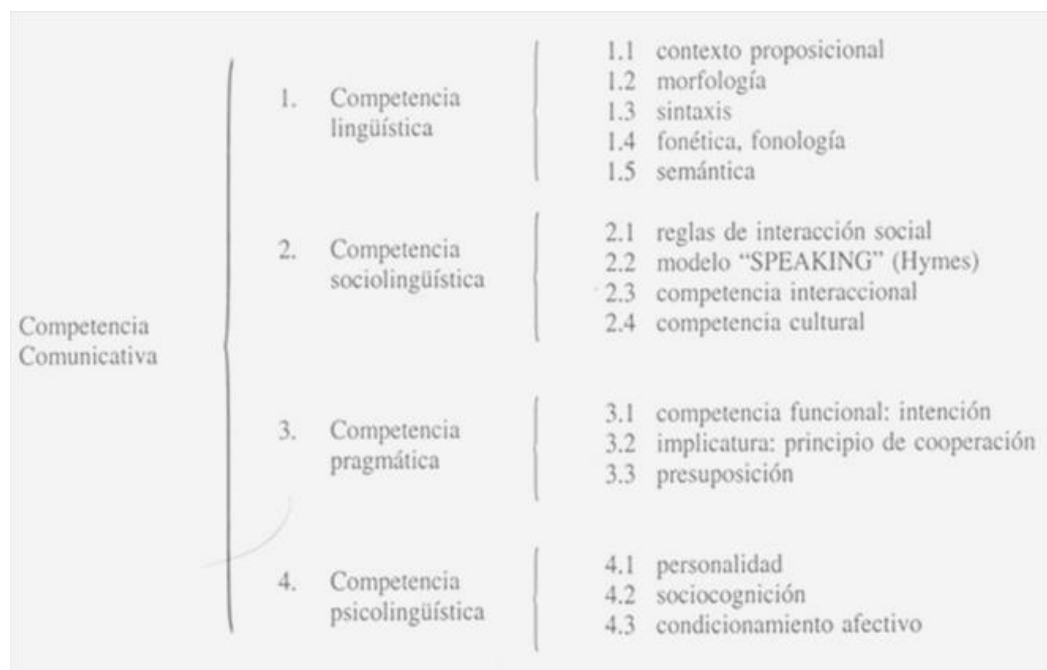 Competencia
Comunicativa
1. Competencia
lingüística
1.1 contexto proposicional
1.2 morfología
1.3 sintaxis
1.4 fonética, fonología
1.5 semántica
2. Competencia
sociolingüística
2.1 reglas de interacción social
2.2 modelo “SPEAKING” (Hymes)
2.3 competencia interaccional
2.4 competencia cultural
3. Competencia
pragmática
3.1 competencia funcional: intención
3.2 implicatura: principio de cooperación
3.3 presuposición
4. Competencia
psicolingüística
4.1 personalidad
4.2 sociocognición
4.3 condicionamiento afectivo